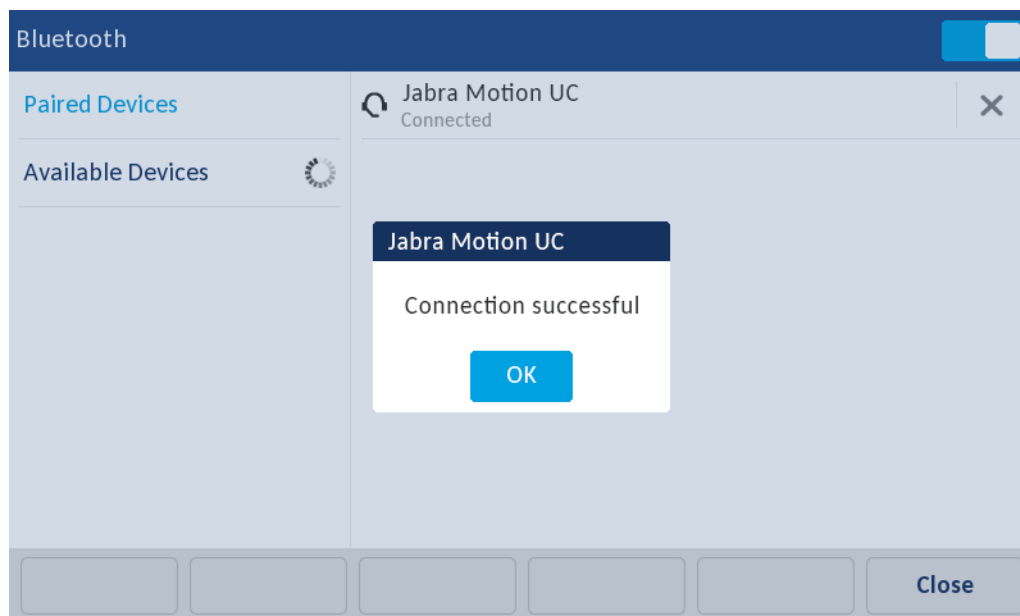 Bluetooth
Paired Devices
Available Devices
Jabra Motion UC
Connected
Jabra Motion UC
Connection successful
OK
Close